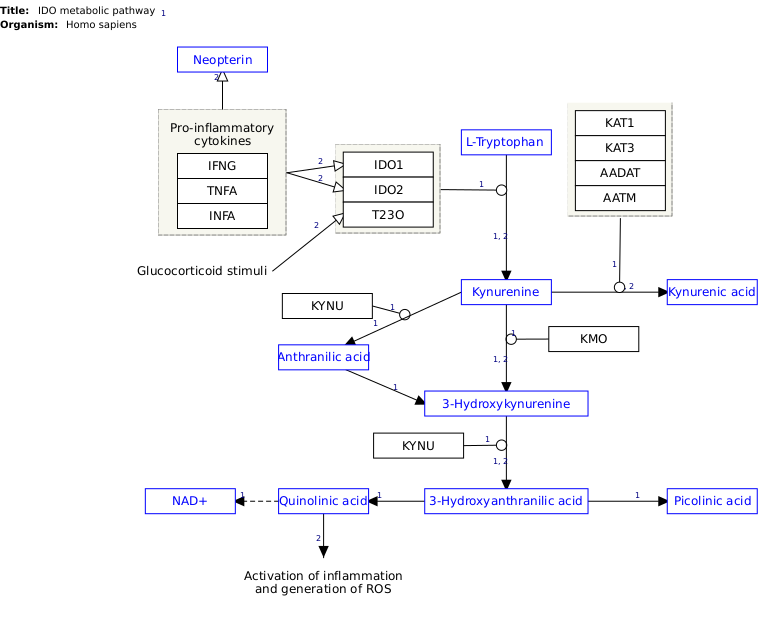 Title: IDO metabolic pathway 1
Organism: Homo sapiens
Neopterin
2
Pro-inflammatory
cytokines
IFNG
TNFA
INFA
2
2
IDO1
IDO2
T23O
2
Glucocorticoid stimuli
L-Tryptophan
1
1, 2
KAT1
KAT3
AADAT
AATM
1
2
Kynurenine
Kynurenic acid
KYNU
1
1
KMO
1
1, 2
Anthranilic acid
1
3-Hydroxykynurenine
KYNU
1
1, 2
NAD+
1
Quinolinic acid
1
3-Hydroxyanthranilic acid
1
Picolinic acid
2
Activation of inflammation
and generation of ROS